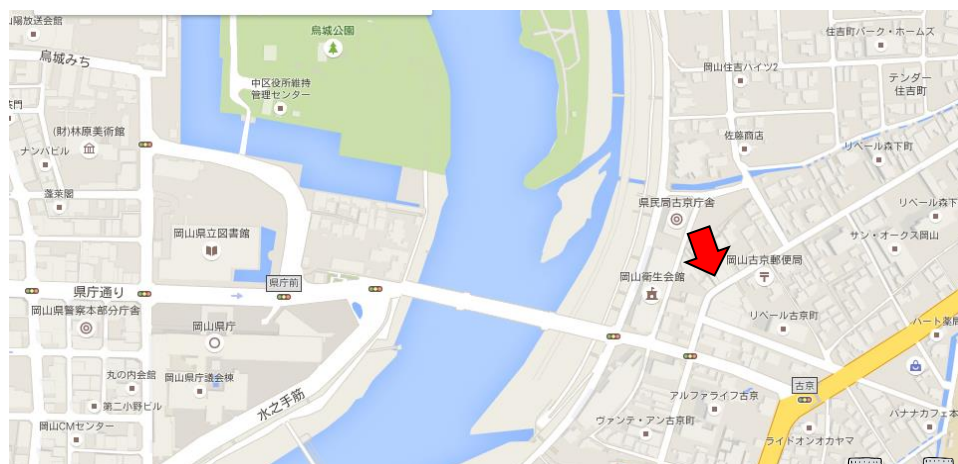 山陽放送会館
烏城みち
烏城公園
中区役所維持
管理センター
(財)林原美術館
ナンバビル
蓬莱閣
岡山県立図書館
県庁前
県庁通り
岡山県警察本部分庁舎
岡山県庁
丸の内会館
岡山県庁議会棟
第二小野ビル
岡山CMセンター
水之手筋
住吉町パーク・ホームズ
岡山住吉ハイツ2
テンダー
住吉町
佐藤商店
リベール森下町
県民局古京庁舎
リベール森下
サン・オークス岡山
岡山古京郵便局
岡山衛生会館
リベール古京町
ハート薬局
古京
アルファライフ古京
ヴァンテ・アン古京町
バナナカフェ本
ライドオンオカヤマ